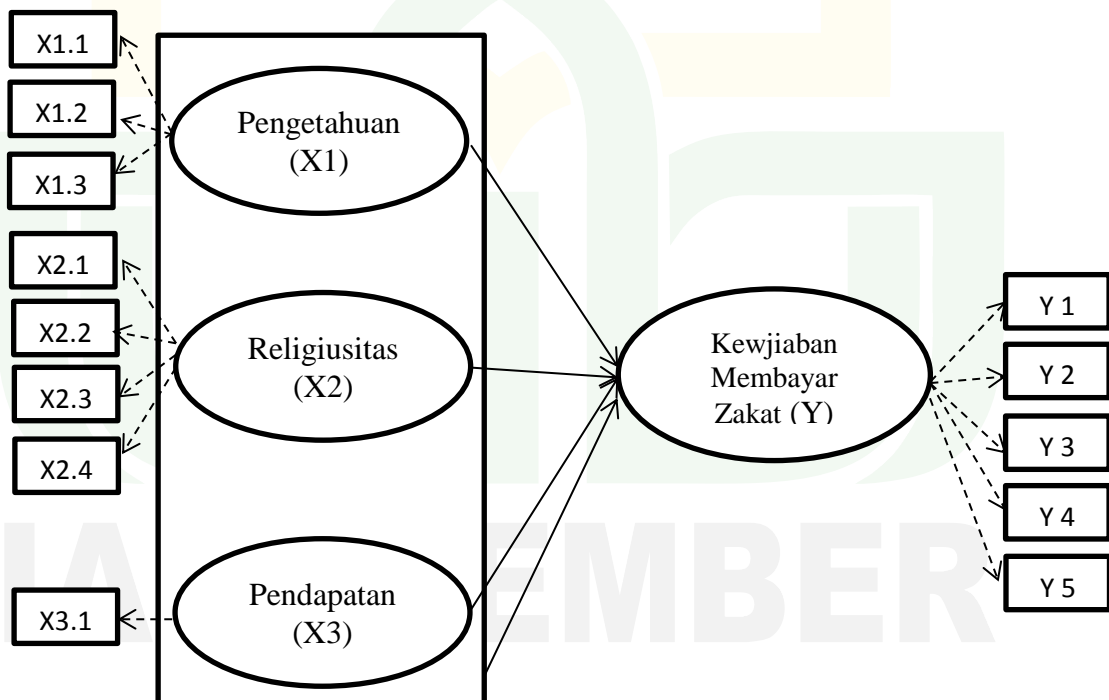 X1.1
X1.2
X1.3
Pengetahuan
(X1)
X2.1
X2.2
X2.3
X2.4
Religiusitas
(X2)
X3.1
Pendapatan
(X3)
Kewjiaban
Membayar
Zakat (Y)
Y 1
Y 2
Y 3
Y 4
Y 5
EMBER